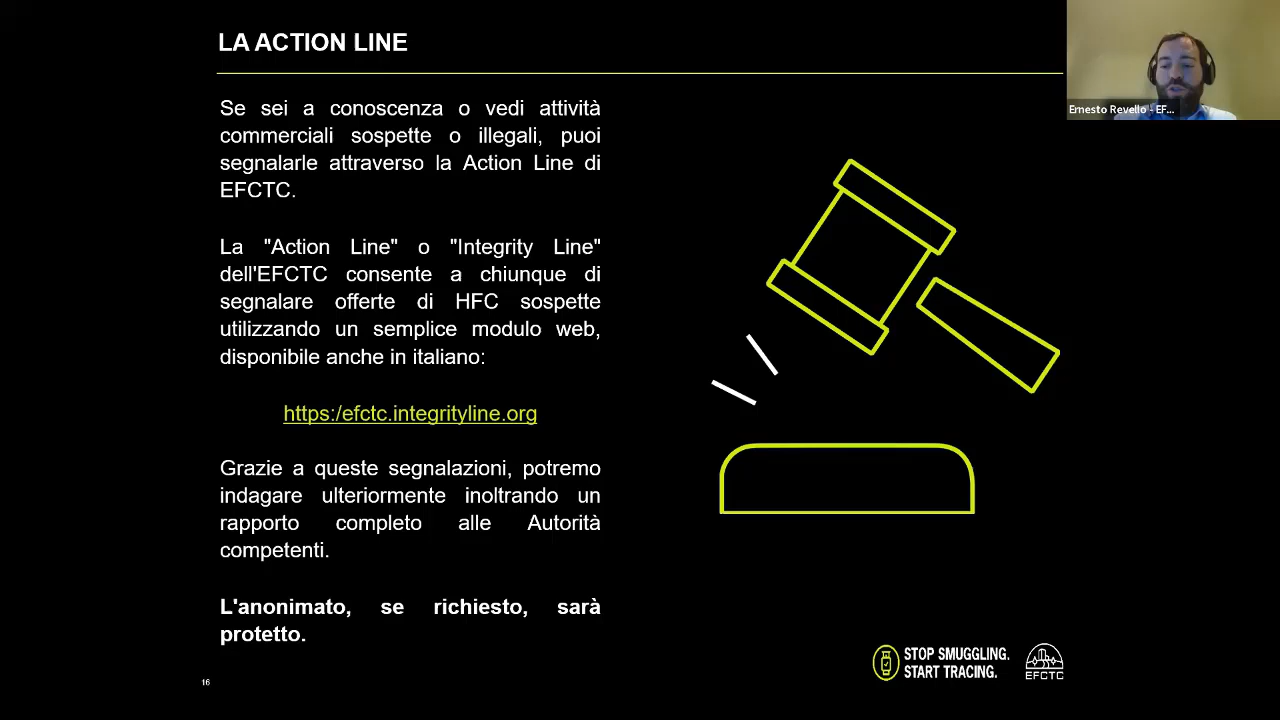 LA ACTION LINE
Ernesto Revello - EF...
Se sei a conoscenza o vedi attività
commerciali sospette o illegali, puoi
segnalarle attraverso la Action Line di
EFCTC.
La "Action Line" o "Integrity Line"
dell'EFCTC consente a chiunque di
segnalare offerte di HFC sospette
utilizzando un semplice modulo web,
disponibile anche in italiano:
https:/efctc.integrityline.org
Grazie a queste segnalazioni, potremo
indagare ulteriormente inoltrando un
rapporto completo alle Autorità
competenti.
L'anonimato, se richiesto, sarà
protetto.
STOP SMUGGLING.
START TRACING.
EFCTC
16